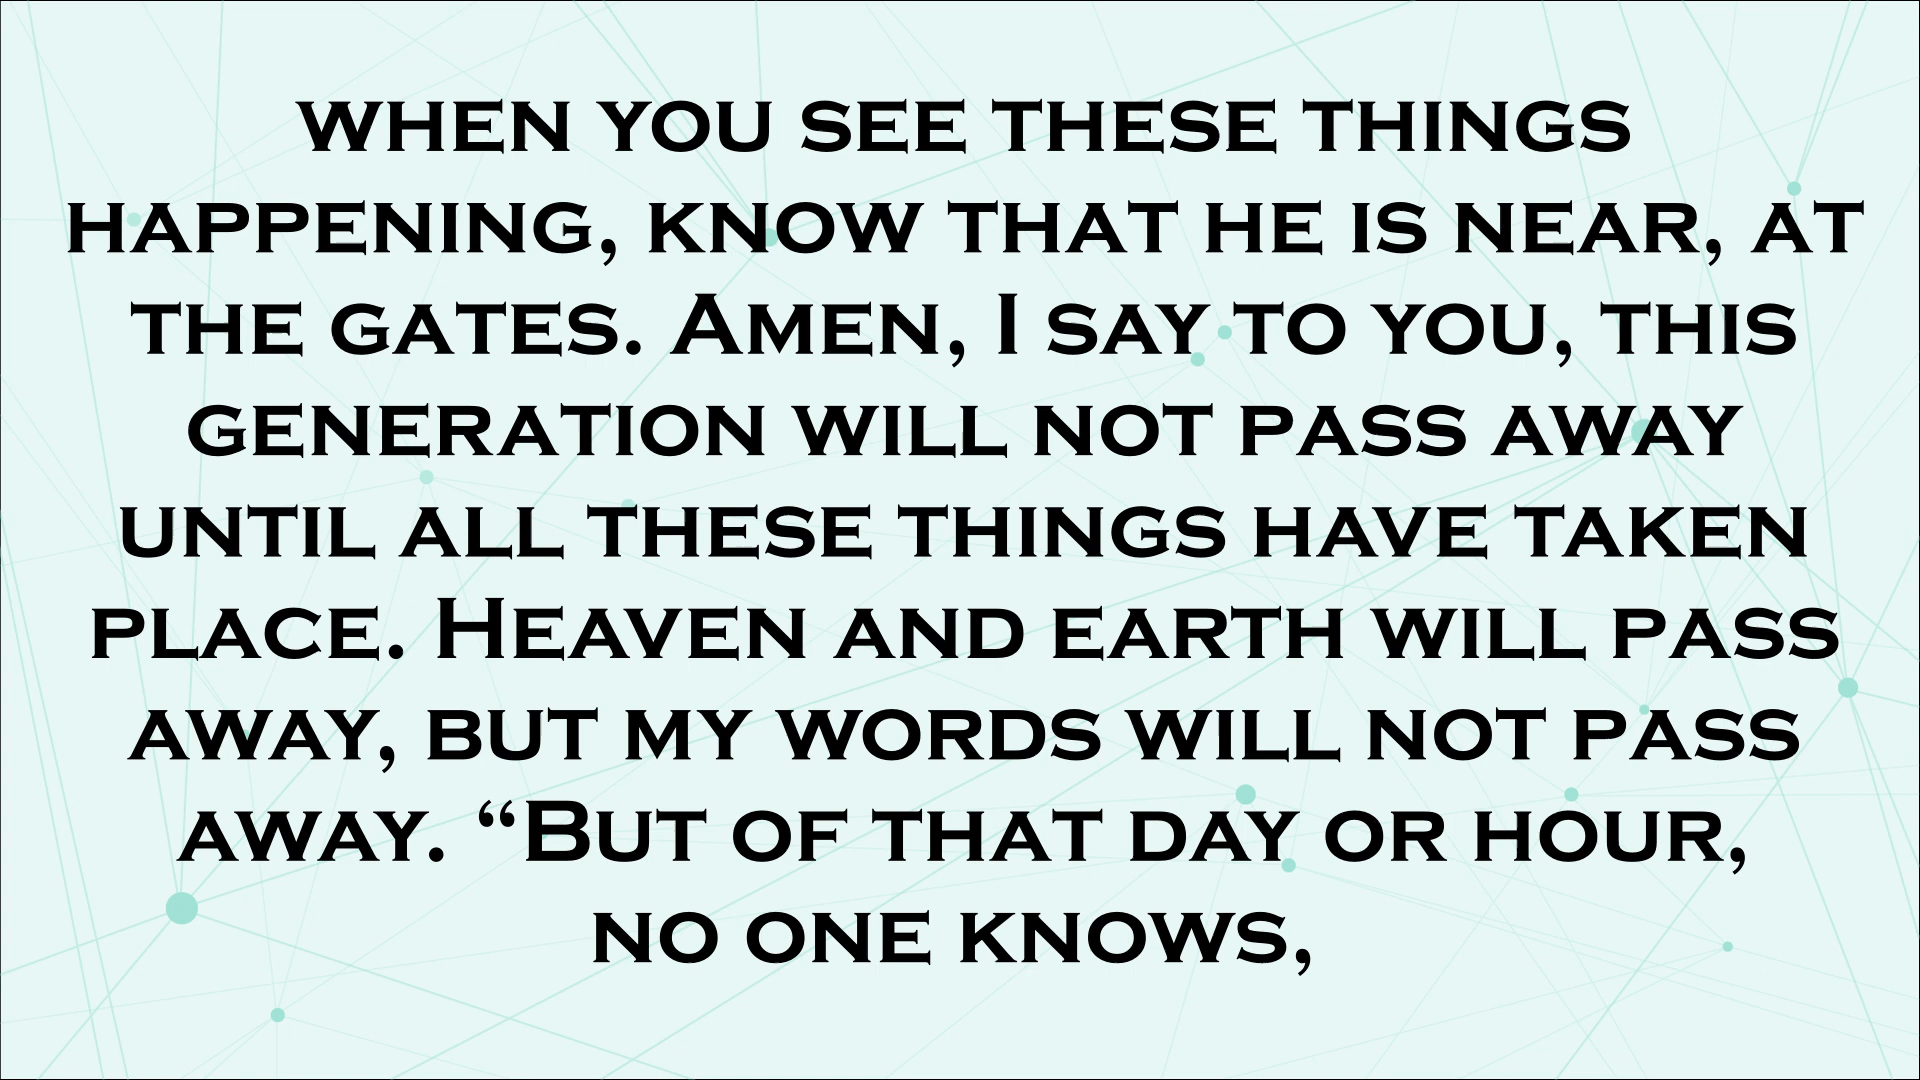 when you see these things
happening, know that he is near, at
the gates. Amen, I say to you, this
generation will not pass away
until all these things have taken
place. Heaven and earth will pass
away, but my words will not pass
away. “But of that day or hour,
no one knows,